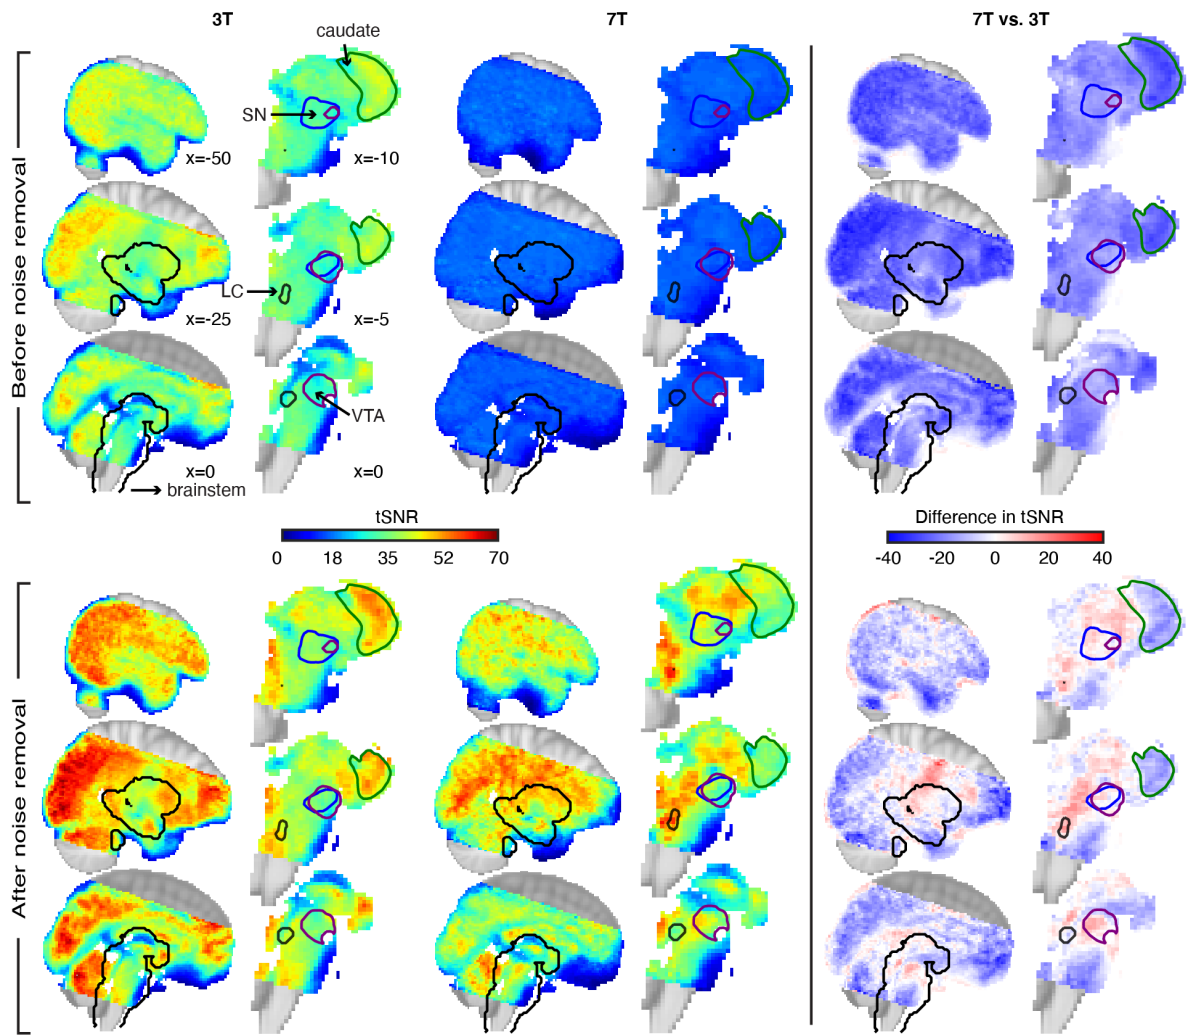 3T
7T
7T vs. 3T
caudate
SN
x=-50
x=-10
Before noise removal
LC
x=-25
x=-5
VTA
x=0
x=0
brainstem
tSNR
0 18 35 52 70
Difference in tSNR
-40 -20 0 20 40
After noise removal